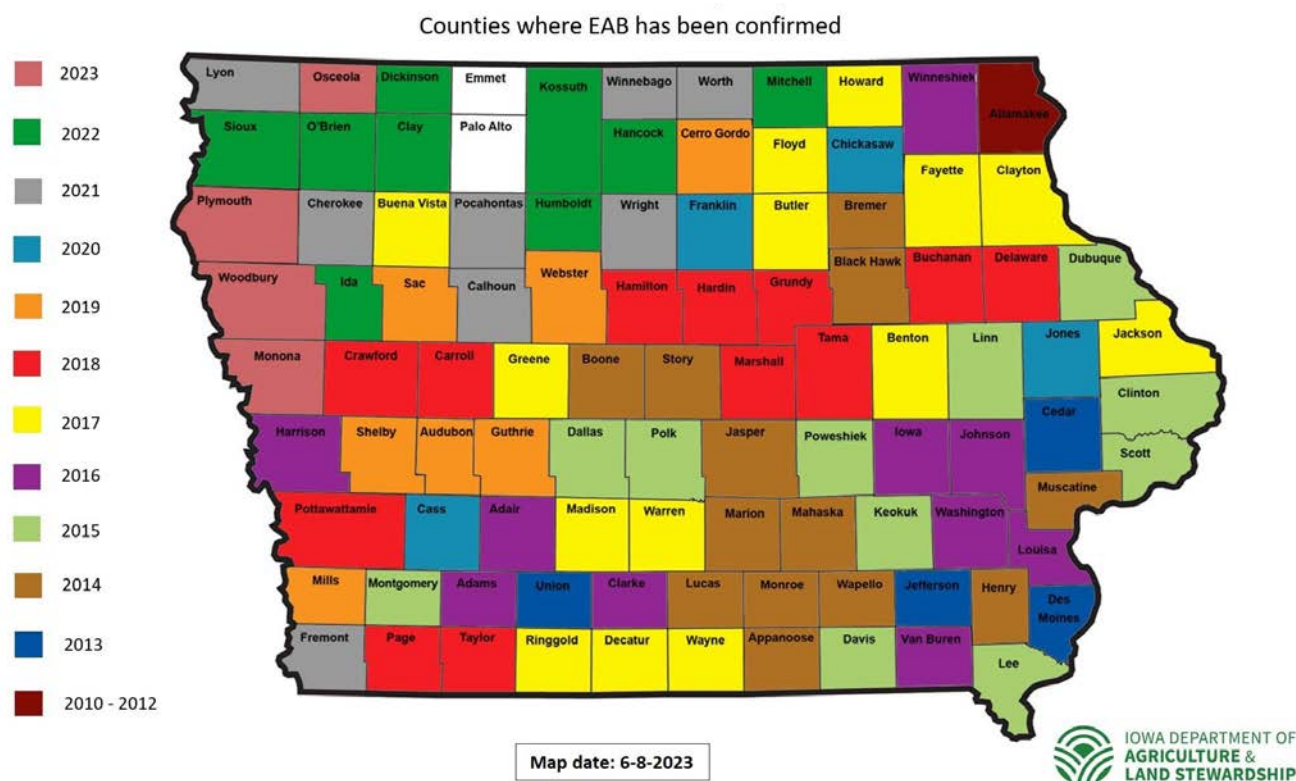 Counties where EAB has been confirmed
2023
2022
2021
2020
2019
2018
2017
2016
2015
2014
2013
2010 - 2012
Lyon
Osceola
Dickinson
Emmet
Kossuth
Winnebago
Worth
Mitchell
Howard
Winneshiek
Allamakee
Sioux
O'Brien
Clay
Palo Alto
Hancock
Cerro Gordo
Floyd
Chickasaw
Fayette
Clayton
Plymouth
Cherokee
Buena Vista
Pocahontas
Humboldt
Wright
Franklin
Butler
Bremer
Woodbury
Ida
Sac
Calhoun
Webster
Hamilton
Hardin
Grundy
Black Hawk
Buchanan
Delaware
Dubuque
Monona
Crawford
Carroll
Greene
Boone
Story
Marshall
Tama
Benton
Linn
Jones
Jackson
Clinton
Cedar
Scott
Harrison
Shelby
Audubon
Guthrie
Dallas
Polk
Jasper
Poweshiek
Iowa
Johnson
Muscatine
Pottawattamie
Cass
Adair
Madison
Warren
Marion
Mahaska
Keokuk
Washington
Louisa
Mills
Montgomery
Adams
Union
Clarke
Lucas
Monroe
Wapello
Jefferson
Henry
Des
Moines
Fremont
Page
Taylor
Ringgold
Decatur
Wayne
Appanoose
Davis
Van Buren
Lee
Map date: 6-8-2023
IOWA DEPARTMENT OF
AGRICULTURE &
LAND STEWARDSHIP